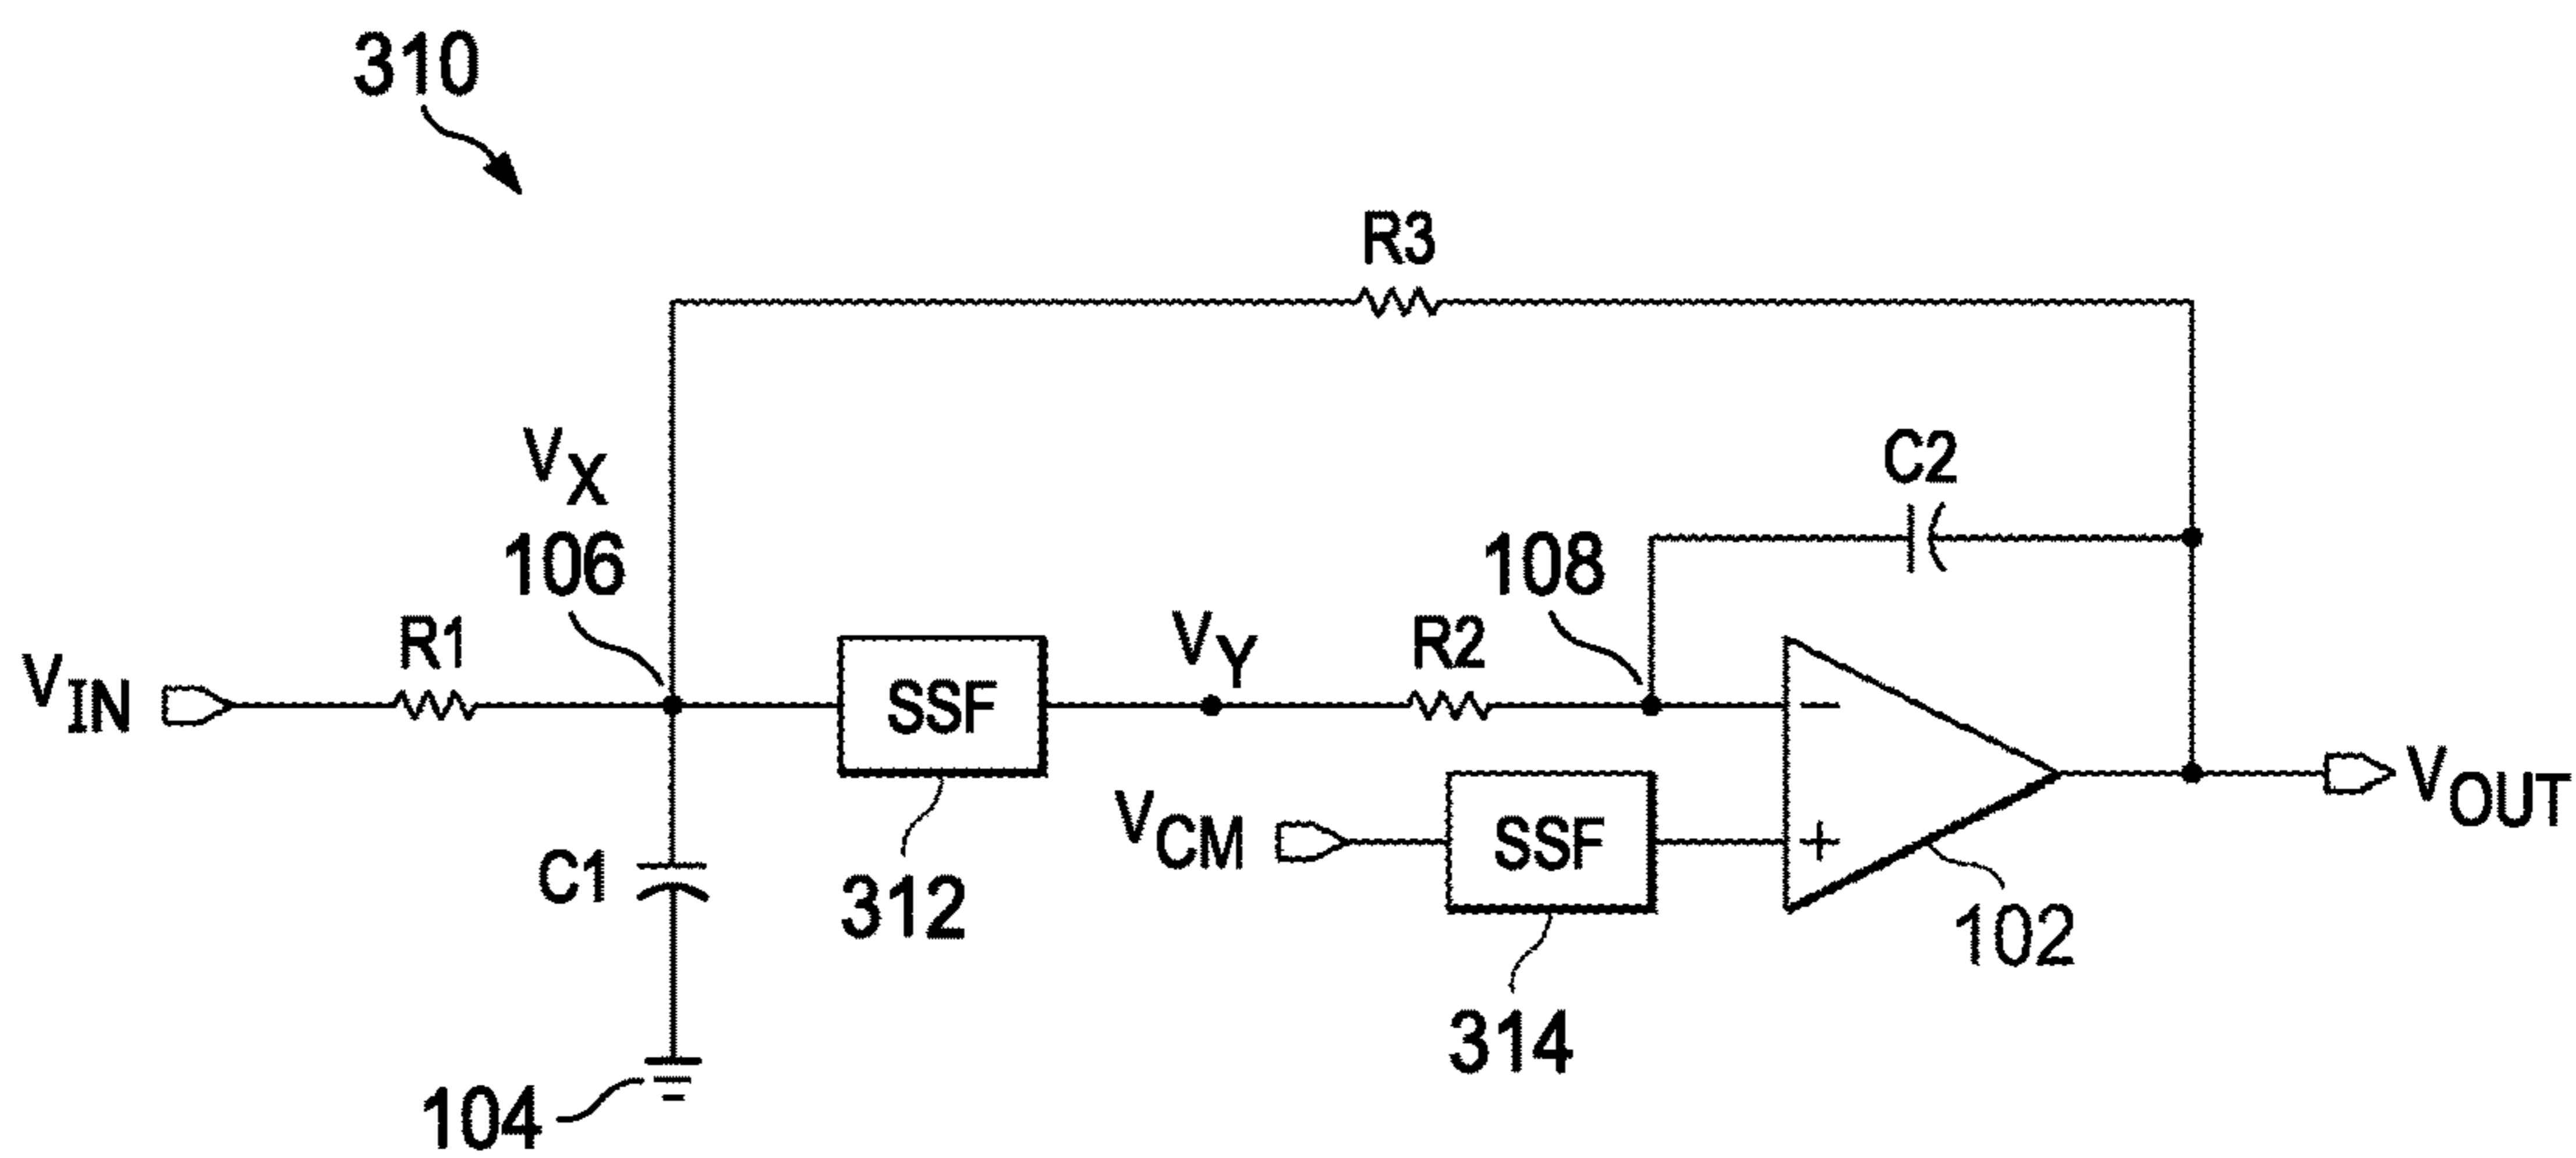 310
R3
VX
C2
106
108
R1
VY
R2
VIN
SSF
VCM
SSF
VOUT
C1
312
102
314
104